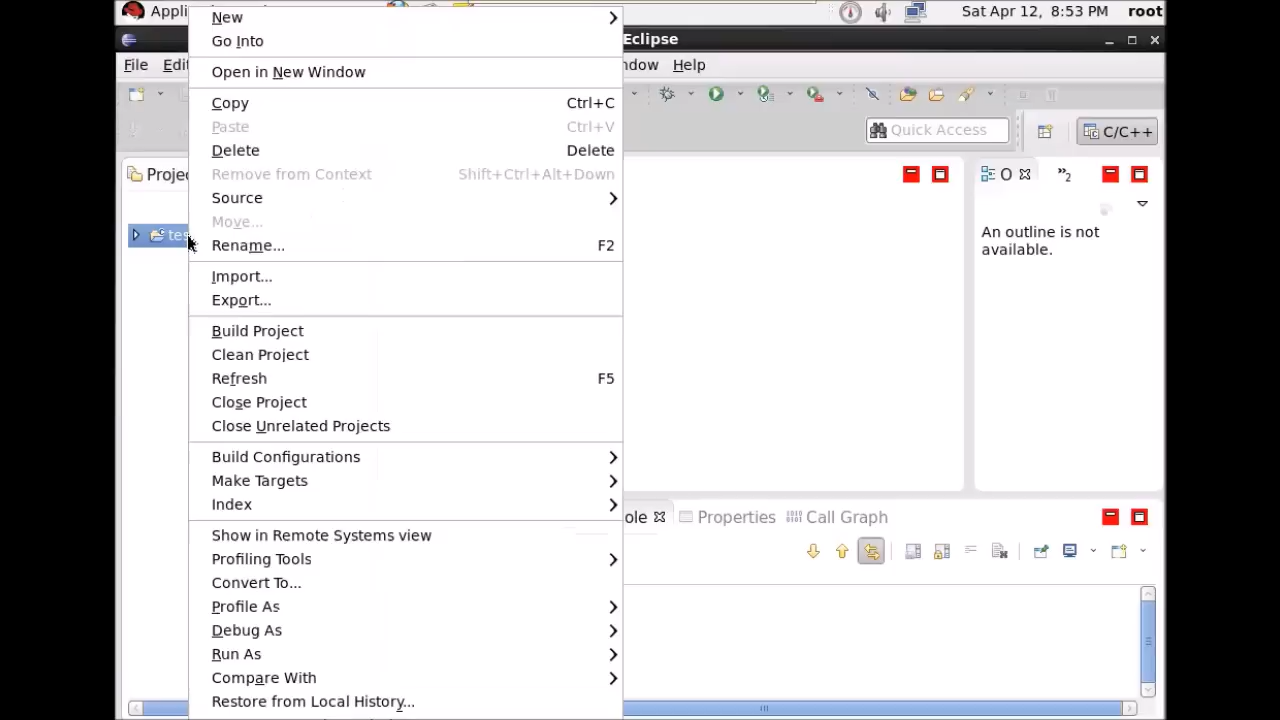 Appli
Sat Apr 12, 8:53 PM root
Eclipse
File Edit
ndow Help
Quick Access
C/C++
Projec
O
»2
tes
An outline is not
available.
New
Go Into
Open in New Window
Copy Ctrl+C
Paste Ctrl+V
Delete Delete
Remove from Context Shift+Ctrl+Alt+Down
Source
Move...
Rename... F2
Import...
Export...
Build Project
Clean Project
Refresh F5
Close Project
Close Unrelated Projects
Build Configurations
Make Targets
Index
Show in Remote Systems view
Profiling Tools
Convert To...
Profile As
Debug As
Run As
Compare With
Restore from Local History...
ole
Properties
Call Graph